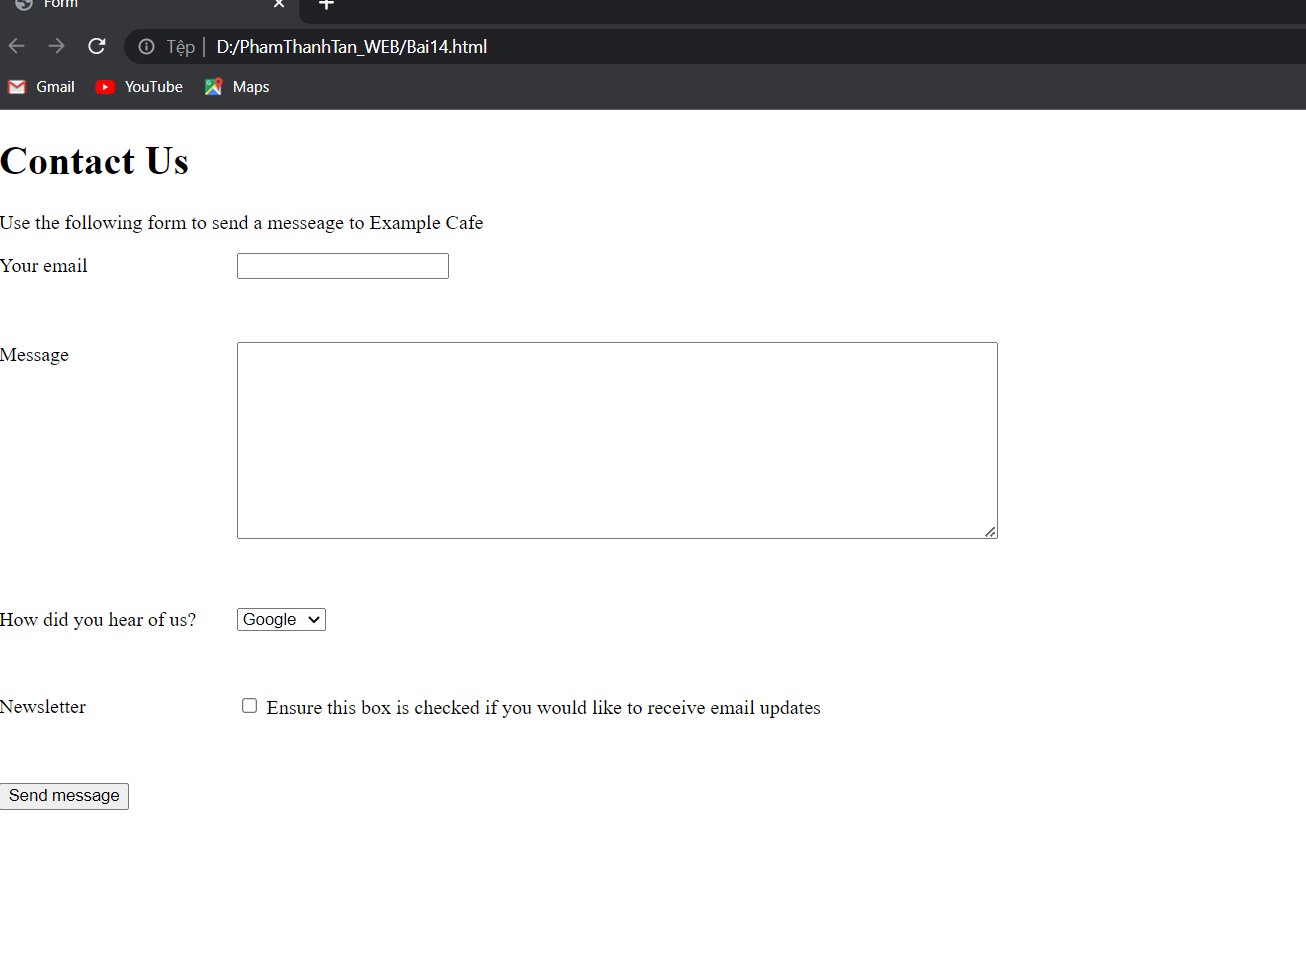 Form
Tệp D:/PhamThanhTan_WEB/Bai14.html
Gmail YouTube Maps
Contact Us
Use the following form to send a messeage to Example Cafe
Your email
Message
How did you hear of us? Google
Newsletter Ensure this box is checked if you would like to receive email updates
Send message